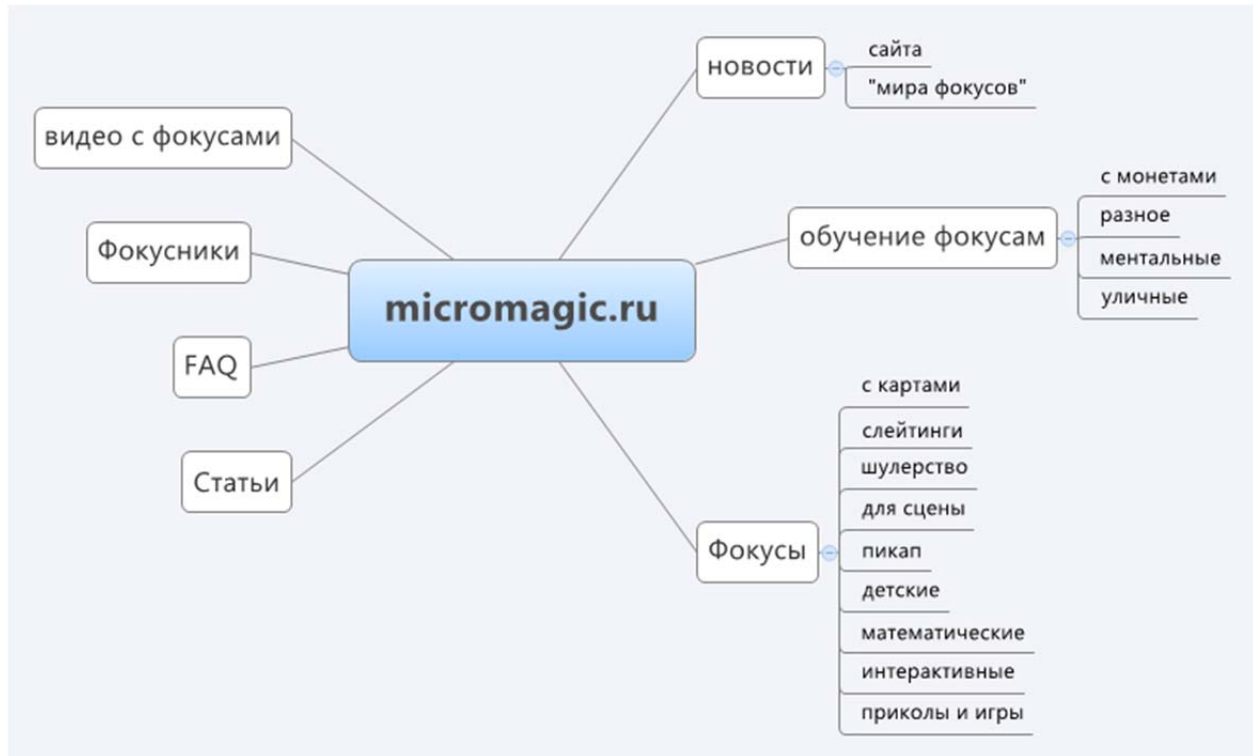 новости
сайта
"мира фокусов"
видео с фокусами
Фокусники
FAQ
Статьи
micromagic.ru
обучение фокусам
с монетами
разное
ментальные
уличные
Фокусы
с картами
слейтинги
шулерство
для сцены
пикап
детские
математические
интерактивные
приколы и игры